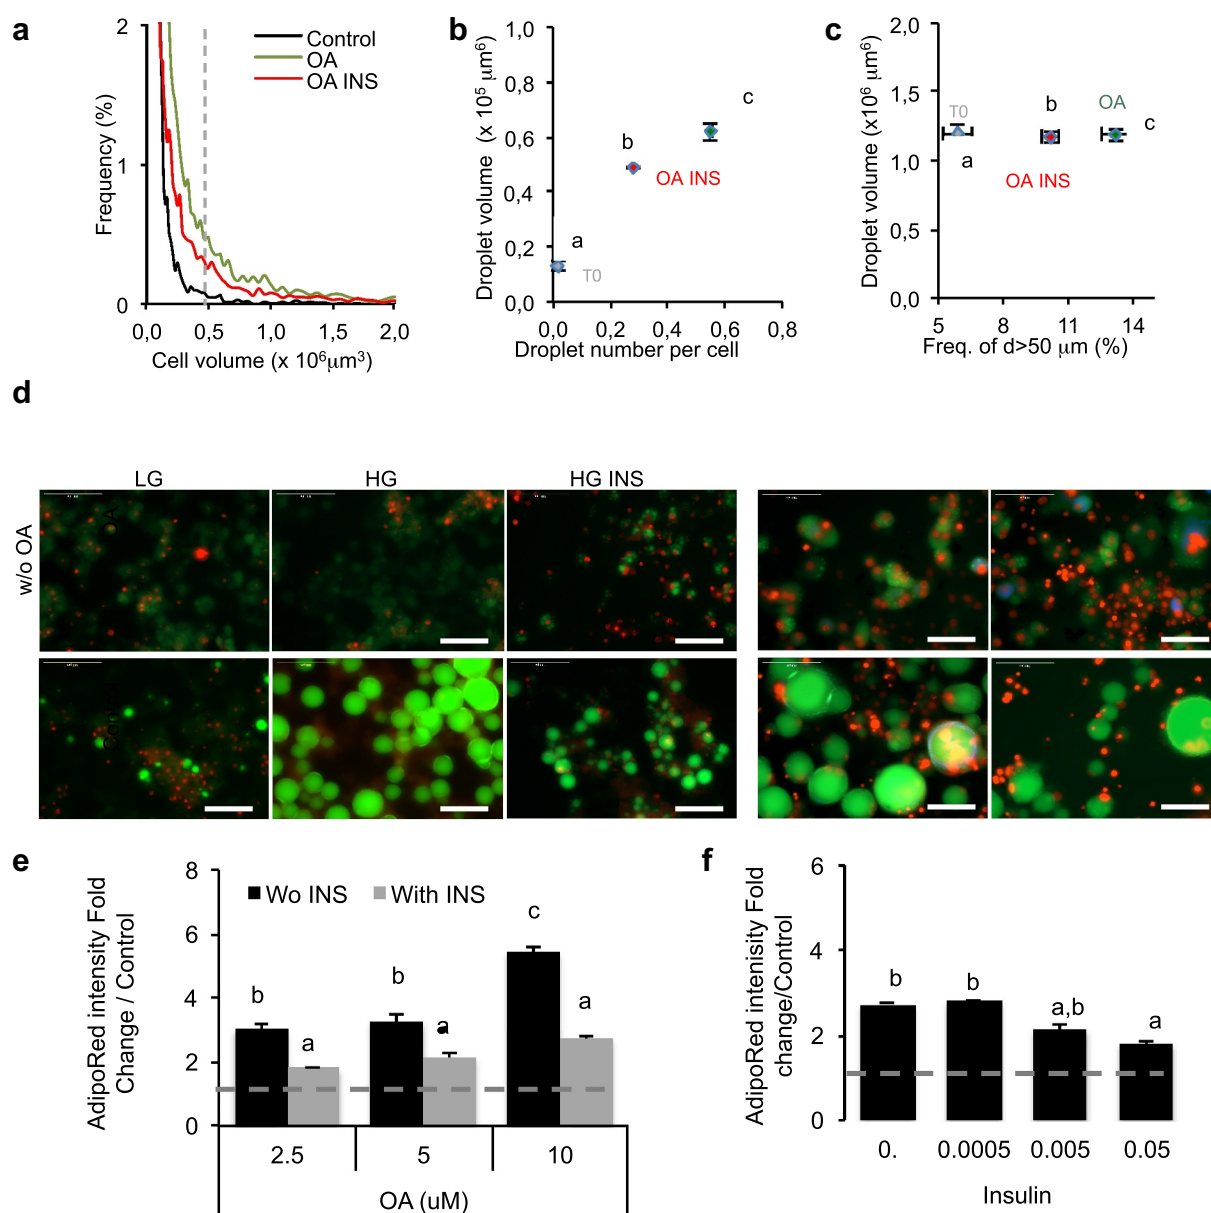 a
2
1
0
Frequency (%)
Control
OA
OA INS
0,0
0,5
1,0
1,5
2,0
Cell volume (x 10⁶μm³)
b
1,0
0,8
0,6
0,4
0,2
0,0
Droplet volume (x 10⁵ μm⁶)
c
b
OA INS
a
T0
0,0
0,2
0,4
0,6
0,8
Droplet number per cell
c
2,0
1,5
1,0
0,5
0,0
Droplet volume (x10⁶ μm⁶)
T0
a
b
OA INS
OA
c
5
8
11
14
Freq. of d>50 μm (%)
d
LG
HG
HG INS
w/o OA
OA
Control
e
8
6
4
2
0
AdipoRed intensity Fold
Change / Control
Wo INS
With INS
b
a
b
a
c
a
2.5
5
10
OA (uM)
f
6
4
2
0
AdipoRed intenisity Fold
change/Control
b
b
a,b
a
0.
0.0005
0.005
0.05
Insulin